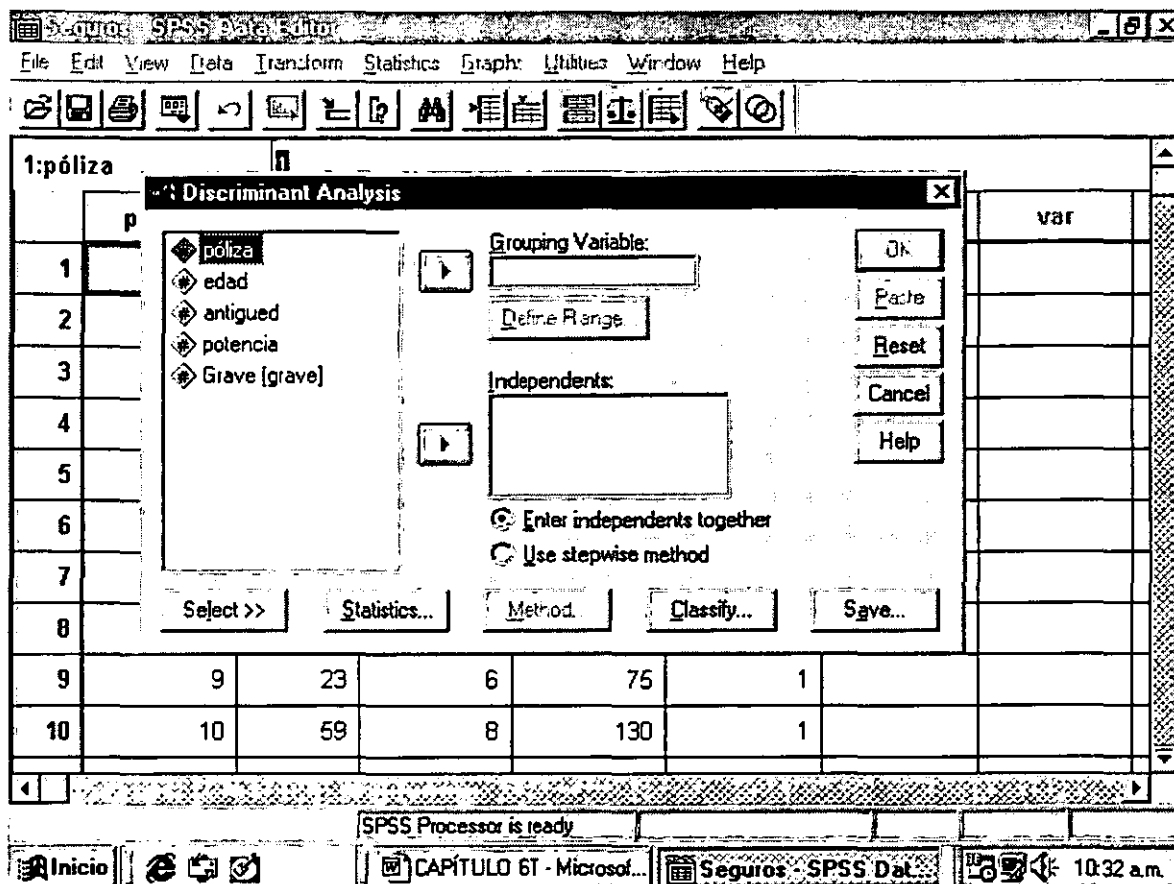 Seguros - SPSS Data Editor
File Edit View Data Transform Statistics Graphs Utilities Window Help
1:póliza 1
Discriminant Analysis
p var
póliza
edad
antigued
potencia
Grave [grave]
Grouping Variable:
Define Range...
Independents:
Enter independents together
Use stepwise method
OK
Paste
Reset
Cancel
Help
Select >> Statistics... Method... Classify... Save...
1
2
3
4
5
6
7
8
9 9 23 6 75 1
10 10 59 8 130 1
SPSS Processor is ready
Inicio CAPÍTULO 6T - Microsof... Seguros - SPSS Dat... 10:32 a.m.